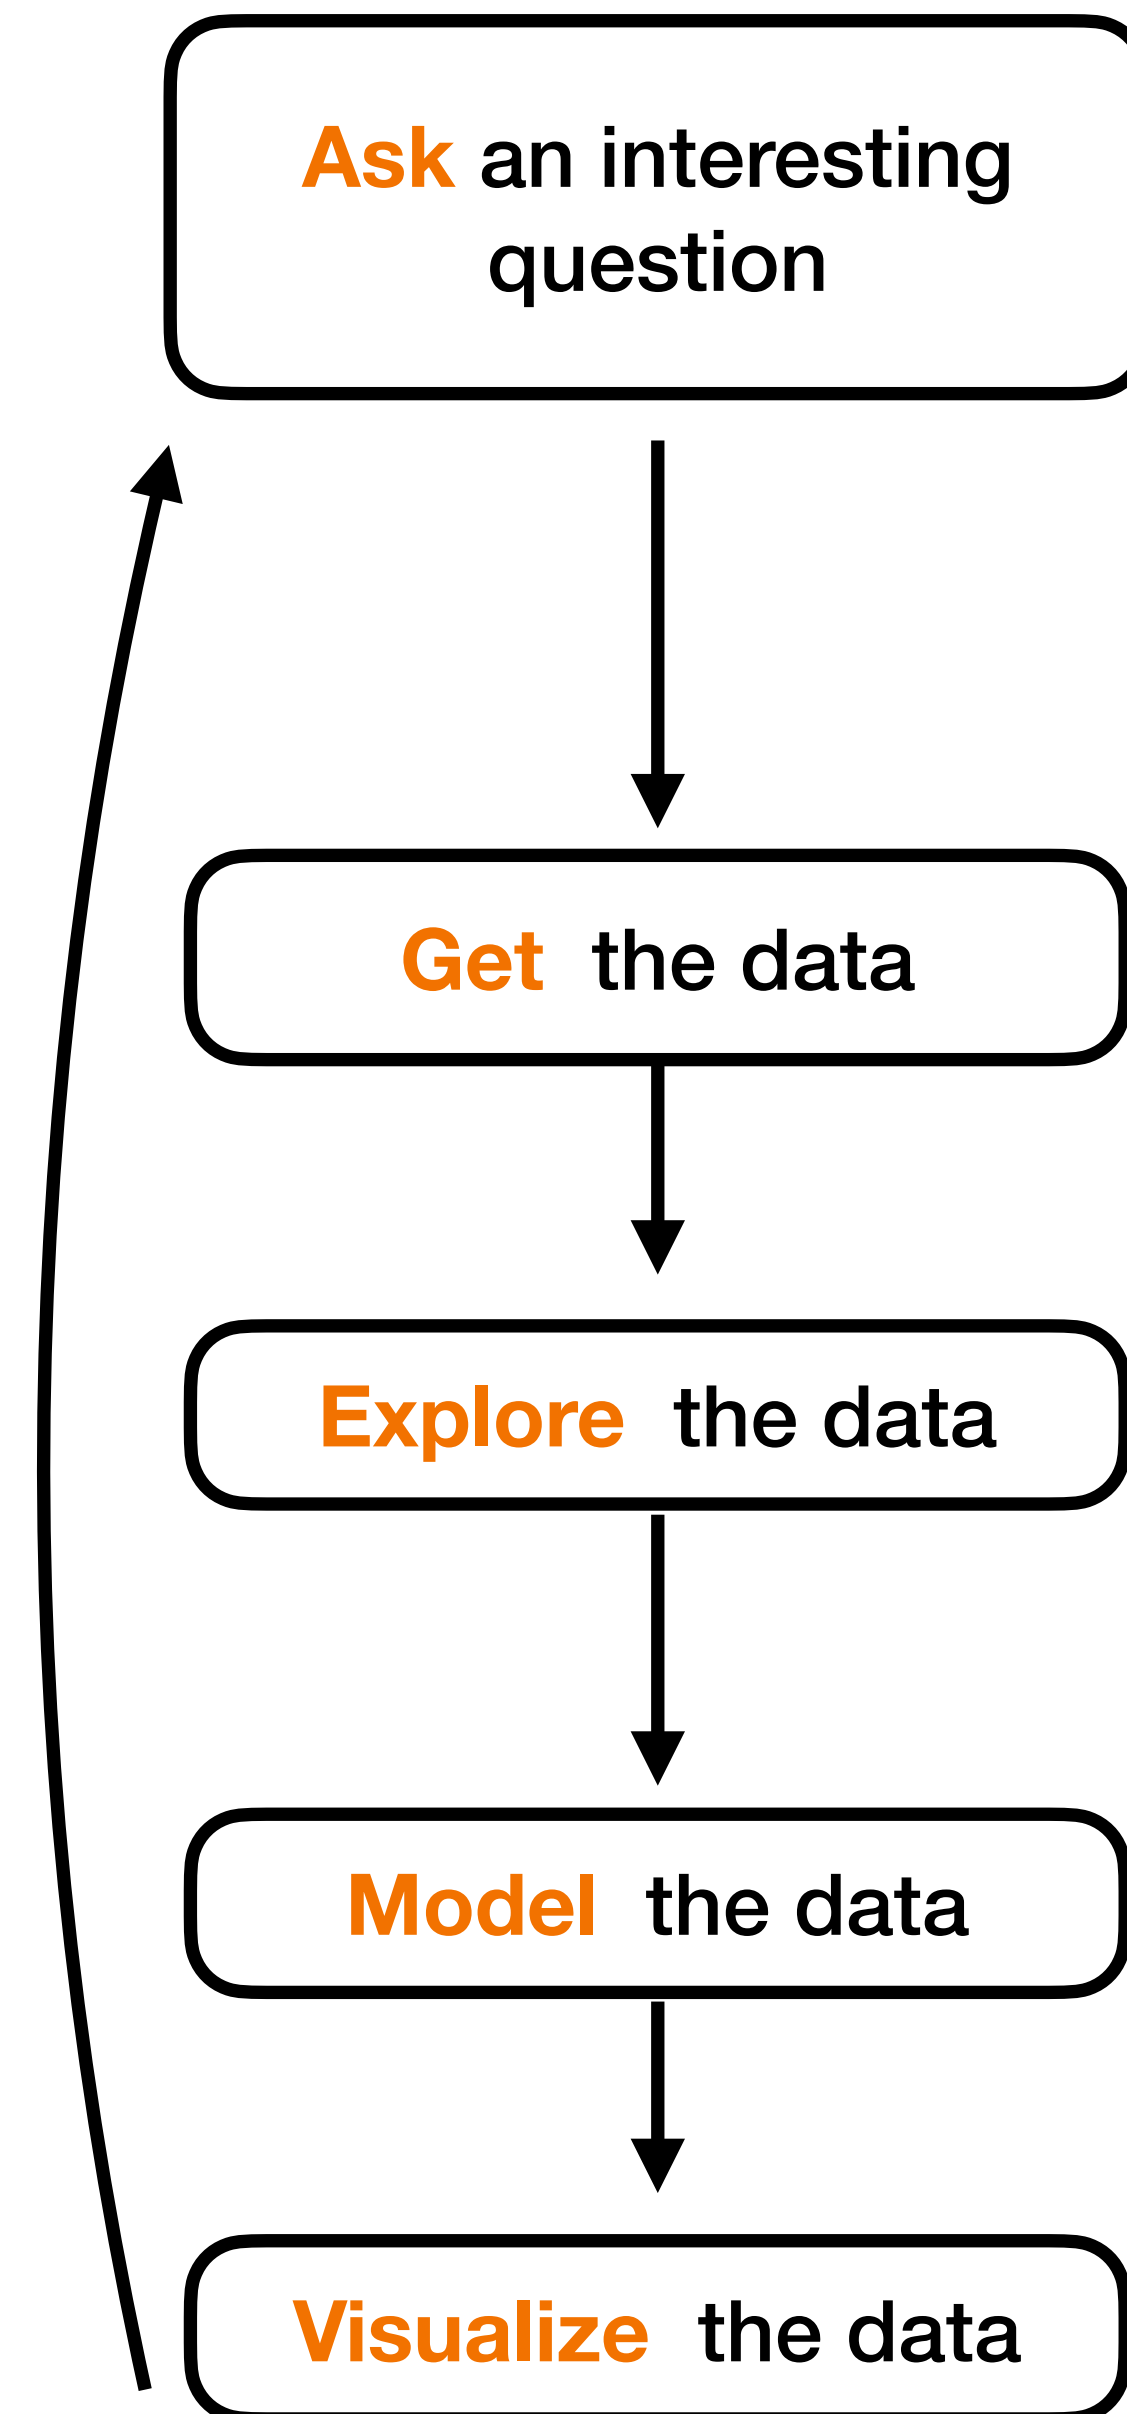 Ask an interesting
question
Get the data
Explore the data
Model the data
Visualize the data